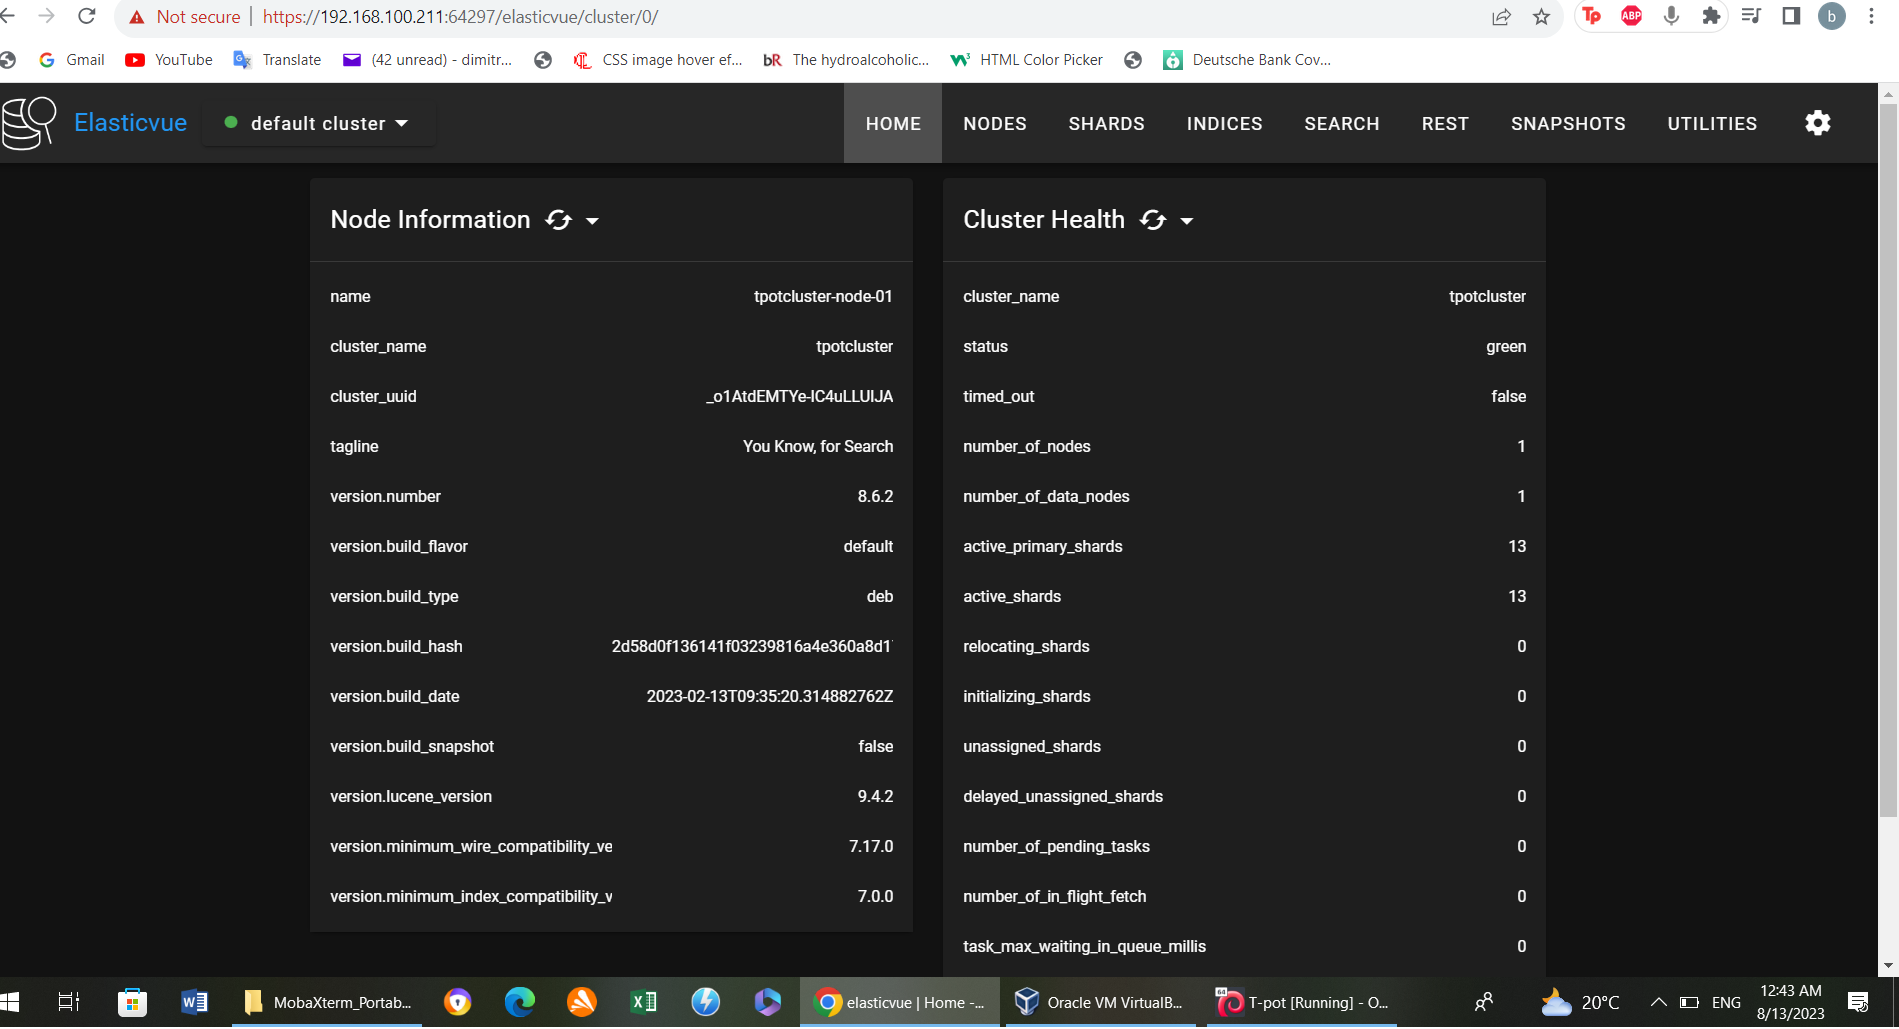 Not secure | https://192.168.100.211:64297/elasticvue/cluster/0/
Tp ABP b
Gmail YouTube Translate (42 unread) - dimitr... CSS image hover ef... bR The hydroalcoholic... HTML Color Picker Deutsche Bank Cov...
Elasticvue default cluster HOME NODES SHARDS INDICES SEARCH REST SNAPSHOTS UTILITIES
Node Information
name tpotcluster-node-01
cluster_name tpotcluster
cluster_uuid _o1AtdEMTYe-IC4uLLUIJA
tagline You Know, for Search
version.number 8.6.2
version.build_flavor default
version.build_type deb
version.build_hash 2d58d0f136141f03239816a4e360a8d1
version.build_date 2023-02-13T09:35:20.314882762Z
version.build_snapshot false
version.lucene_version 9.4.2
version.minimum_wire_compatibility_ve 7.17.0
version.minimum_index_compatibility_v 7.0.0
Cluster Health
cluster_name tpotcluster
status green
timed_out false
number_of_nodes 1
number_of_data_nodes 1
active_primary_shards 13
active_shards 13
relocating_shards 0
initializing_shards 0
unassigned_shards 0
delayed_unassigned_shards 0
number_of_pending_tasks 0
number_of_in_flight_fetch 0
task_max_waiting_in_queue_millis 0
MobaXterm_Portab... elasticvue | Home -... Oracle VM VirtualB... 64 T-pot [Running] - O... 20°C ENG 12:43 AM
8/13/2023